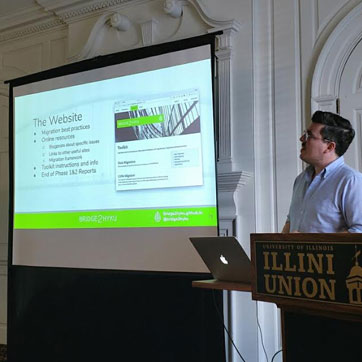 The Website
Migration best practices
Online resources
Blogposts about specific issues
Links to other useful sites
Migration framework
Toolkit instructions and info
End of Phase 1&2 Reports
Toolkit
UNIVERSITY OF ILLINOIS
ILLINI
UNION